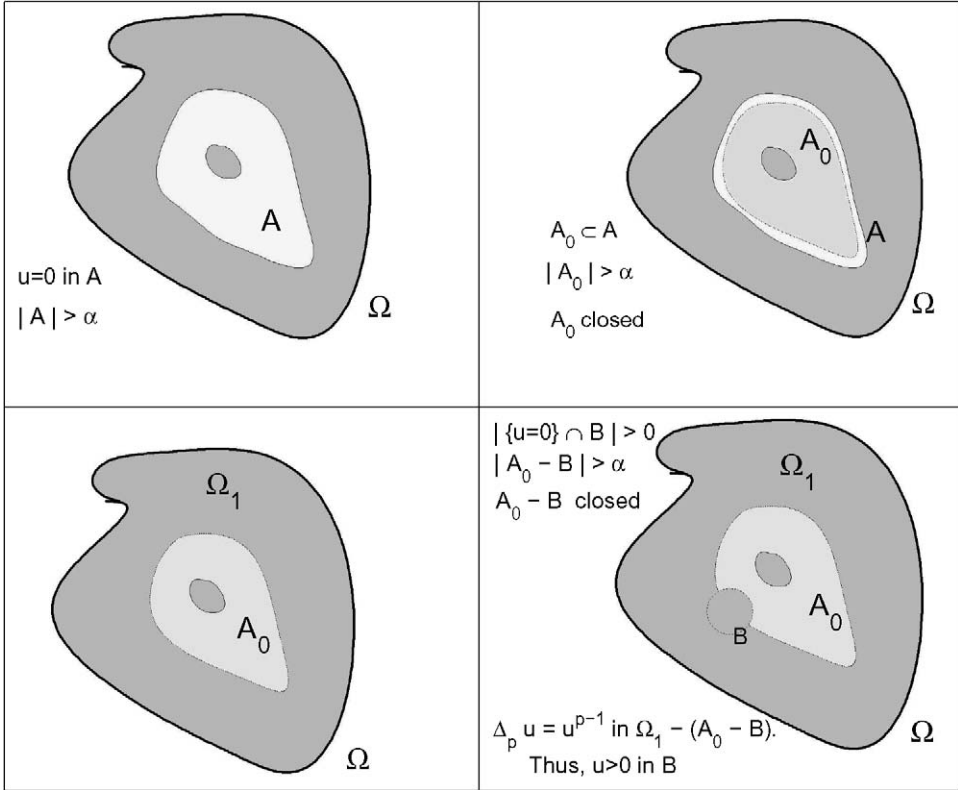 A
u=0 in A
| A | > α
Ω
A₀
A₀ ⊂ A
A
| A₀ | > α
A₀ closed
Ω
Ω₁
A₀
Ω
| {u=0} ∩ B | > 0
| A₀ − B | > α
A₀ − B closed
Ω₁
A₀
B
Δₚ u = uᵖ⁻¹ in Ω₁ − (A₀ − B).
Ω
Thus, u>0 in B